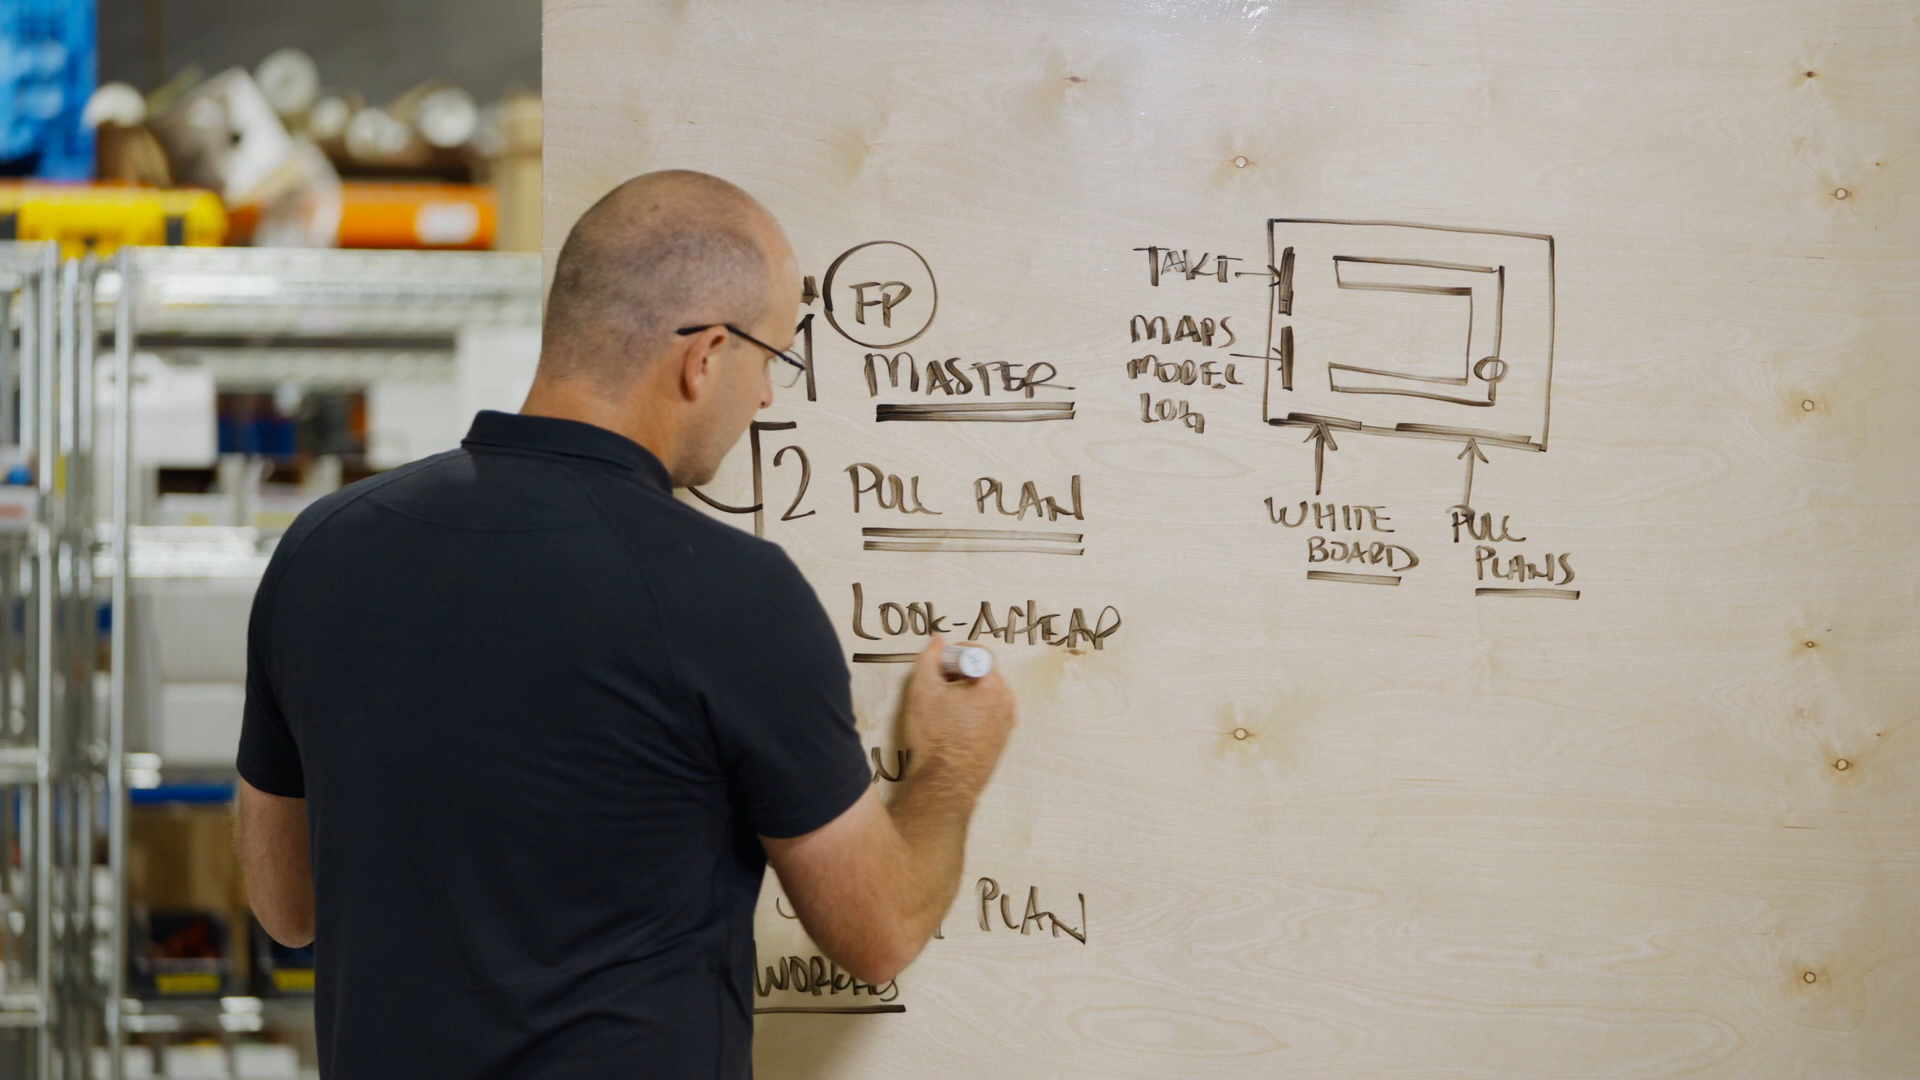 FP
1
MASTER
2 PULL PLAN
LOOK-AHEAD
PLAN
TAKT
MAPS
MODEL
LOG
WHITE
BOARD
PULL
PLANS